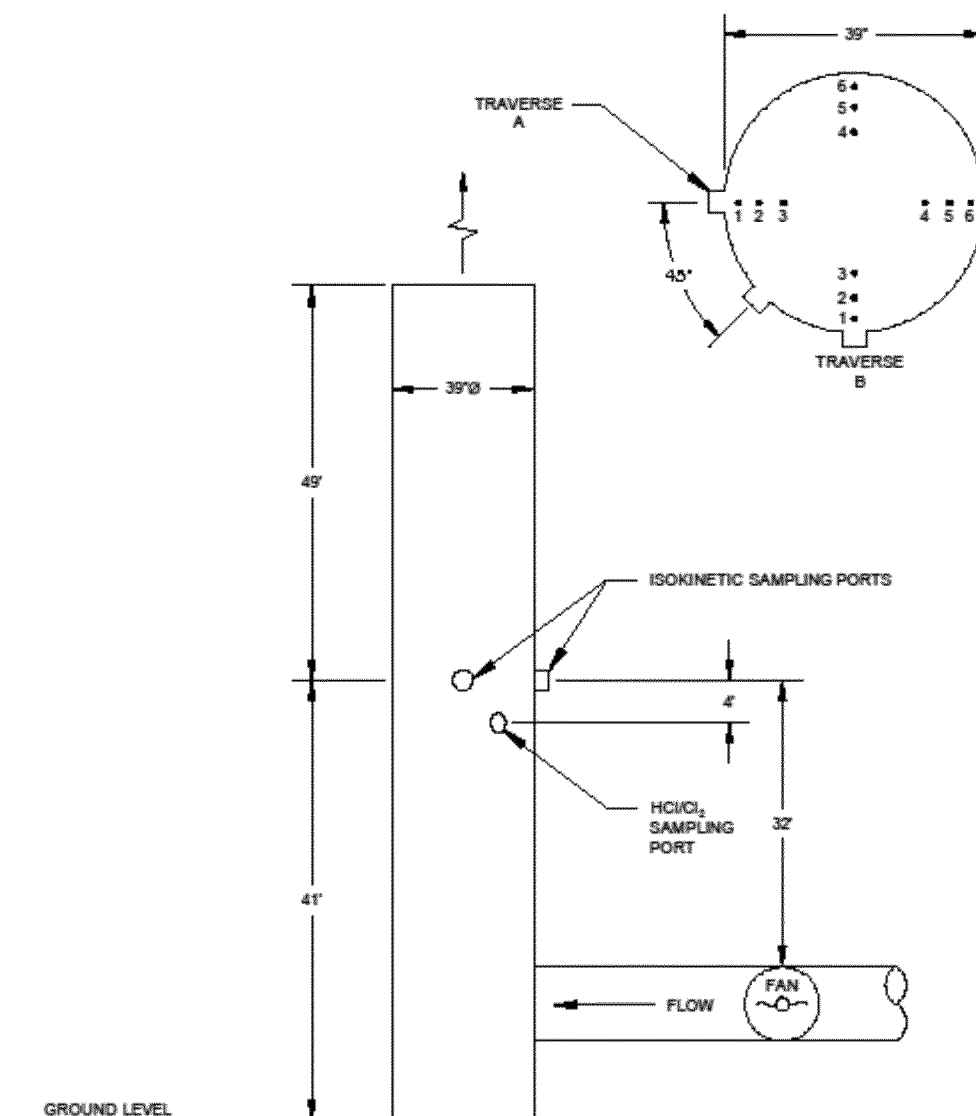 39"
TRAVERSE
A
6
5
4
1 2 3
4 5 6
45°
3
2
1
TRAVERSE
B
39"Ø
49'
ISOKINETIC SAMPLING PORTS
4'
HCl/Cl₂
SAMPLING
PORT
32'
41'
FAN
FLOW
GROUND LEVEL